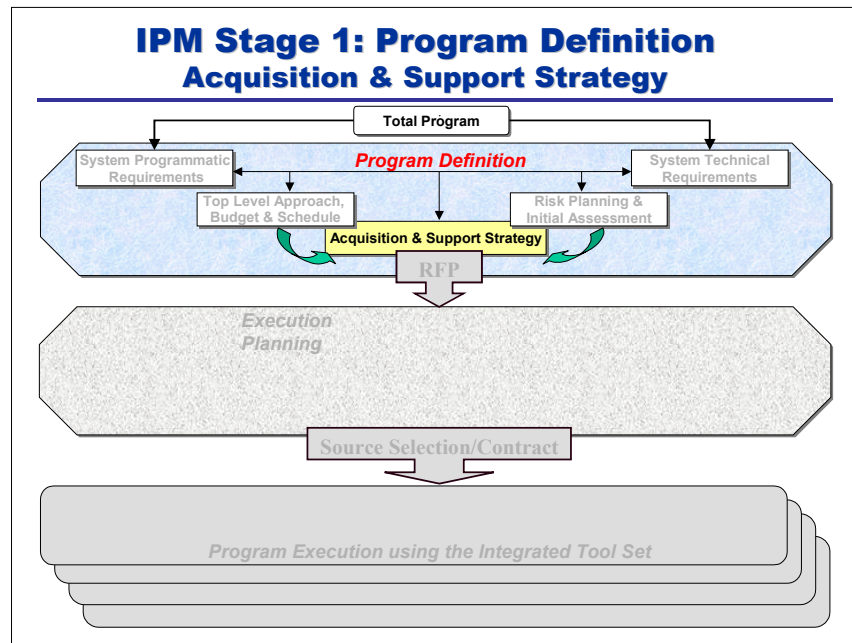 IPM Stage 1: Program Definition
Acquisition & Support Strategy
Total Program
System Programmatic
Requirements
Program Definition
System Technical
Requirements
Top Level Approach,
Budget & Schedule
Risk Planning &
Initial Assessment
Acquisition & Support Strategy
RFP
Execution
Planning
Source Selection/Contract
Program Execution using the Integrated Tool Set